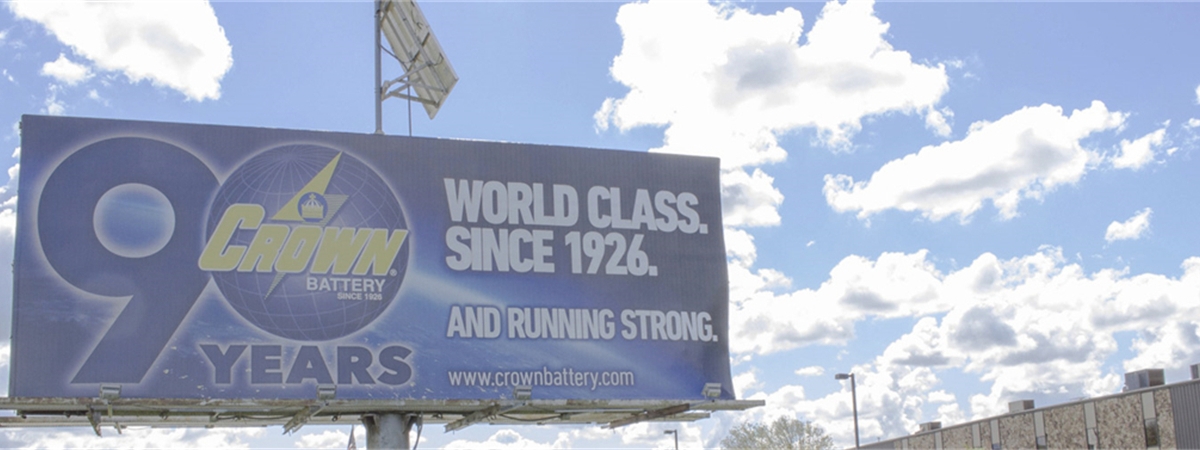 90
CROWN®
BATTERY
SINCE 1926
YEARS
WORLD CLASS.
SINCE 1926.
AND RUNNING STRONG.
www.crownbattery.com